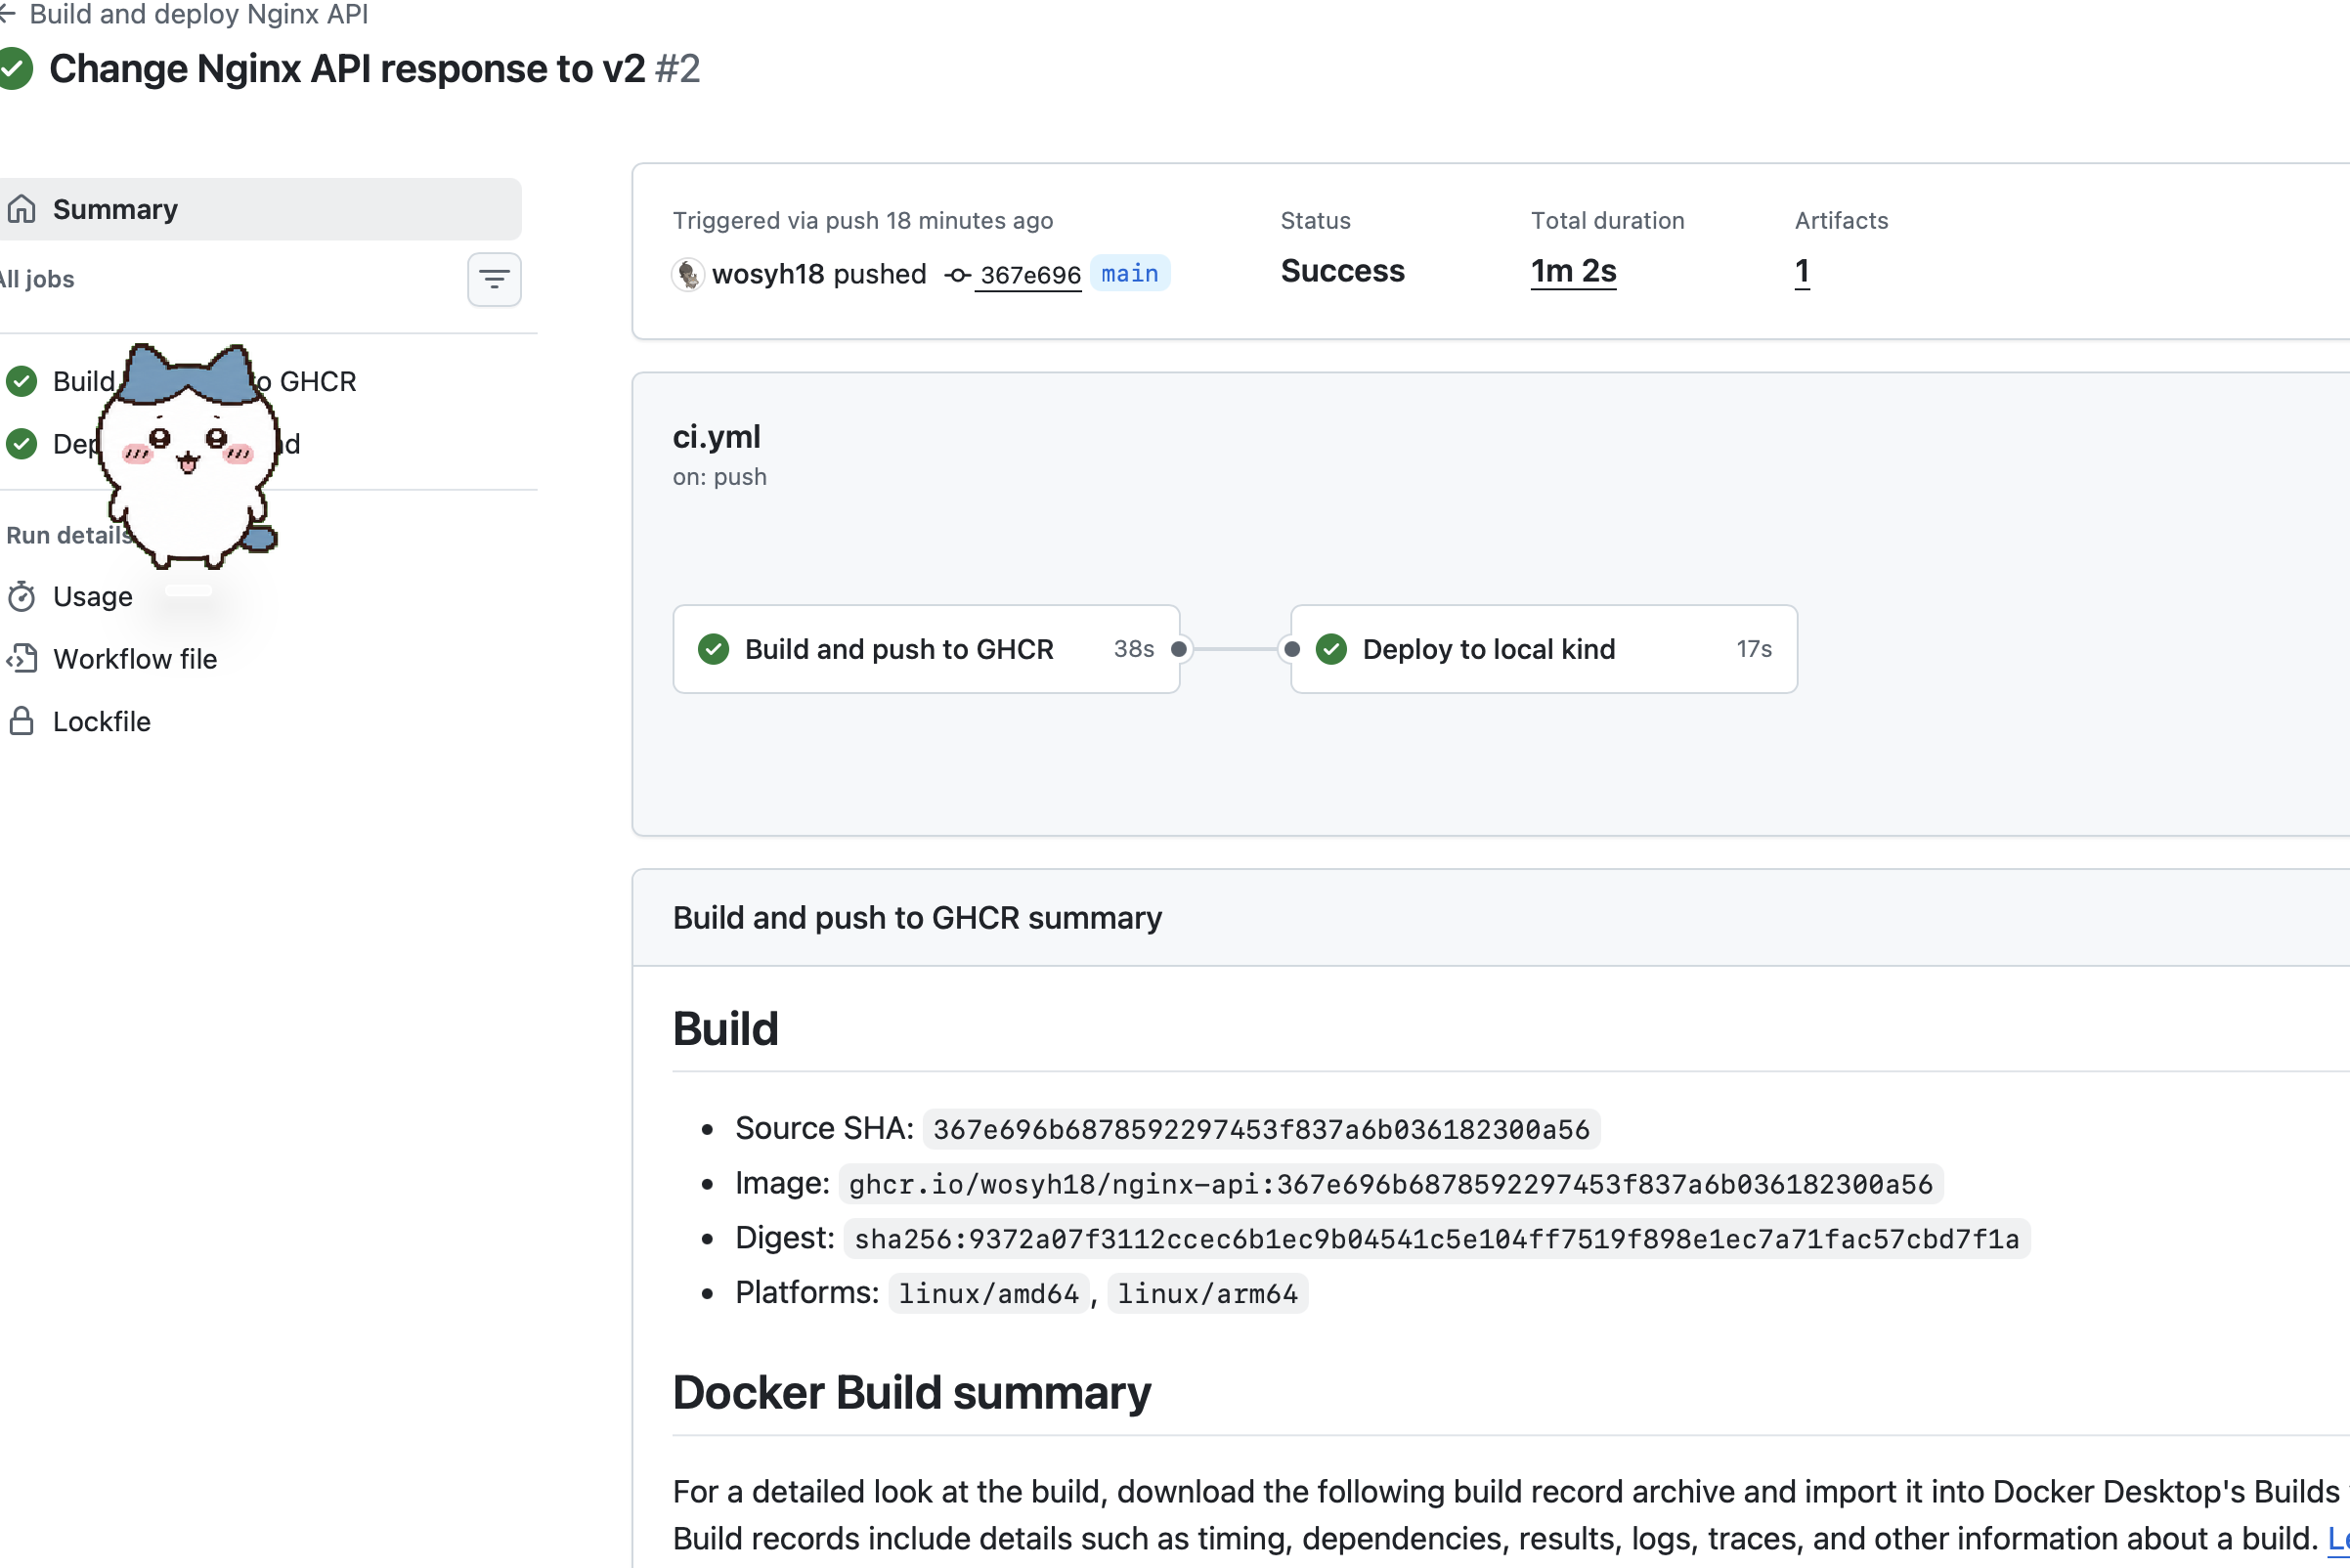 Build and deploy Nginx API
Change Nginx API response to v2 #2
Summary
All jobs
Build o GHCR
Dep d
Run details
Usage
Workflow file
Lockfile
Triggered via push 18 minutes ago
wosyh18 pushed 367e696 main
Status
Success
Total duration
1m 2s
Artifacts
1
ci.yml
on: push
Build and push to GHCR 38s
Deploy to local kind 17s
Build and push to GHCR summary
Build
• Source SHA: 367e696b6878592297453f837a6b036182300a56
• Image: ghcr.io/wosyh18/nginx-api:367e696b6878592297453f837a6b036182300a56
• Digest: sha256:9372a07f3112ccec6b1ec9b04541c5e104ff7519f898e1ec7a71fac57cbd7f1a
• Platforms: linux/amd64, linux/arm64
Docker Build summary
For a detailed look at the build, download the following build record archive and import it into Docker Desktop's Builds
Build records include details such as timing, dependencies, results, logs, traces, and other information about a build. Le